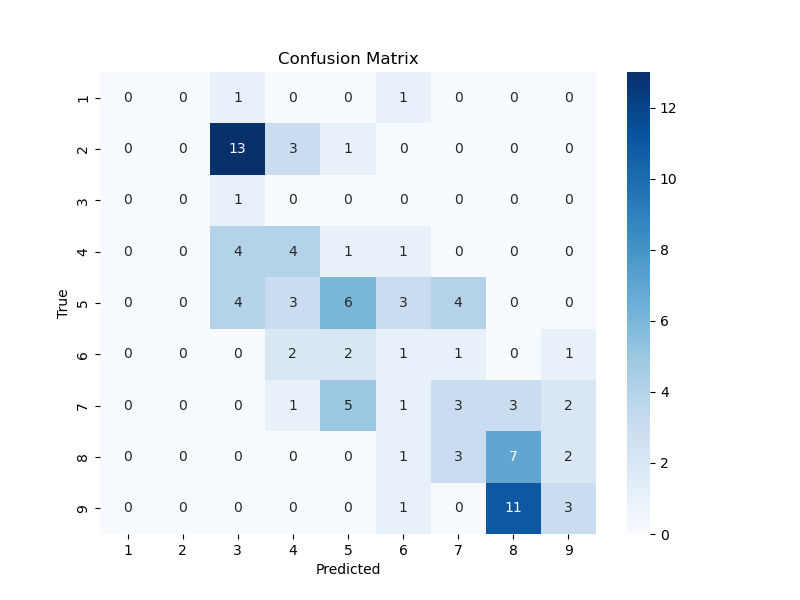 Confusion Matrix
1 0 0 1 0 0 1 0 0 0
2 0 0 13 3 1 0 0 0 0
3 0 0 1 0 0 0 0 0 0
4 0 0 4 4 1 1 0 0 0
5 0 0 4 3 6 3 4 0 0
6 0 0 0 2 2 1 1 0 1
7 0 0 0 1 5 1 3 3 2
8 0 0 0 0 0 1 3 7 2
9 0 0 0 0 0 1 0 11 3
1 2 3 4 5 6 7 8 9
Predicted
True
12
10
8
6
4
2
0